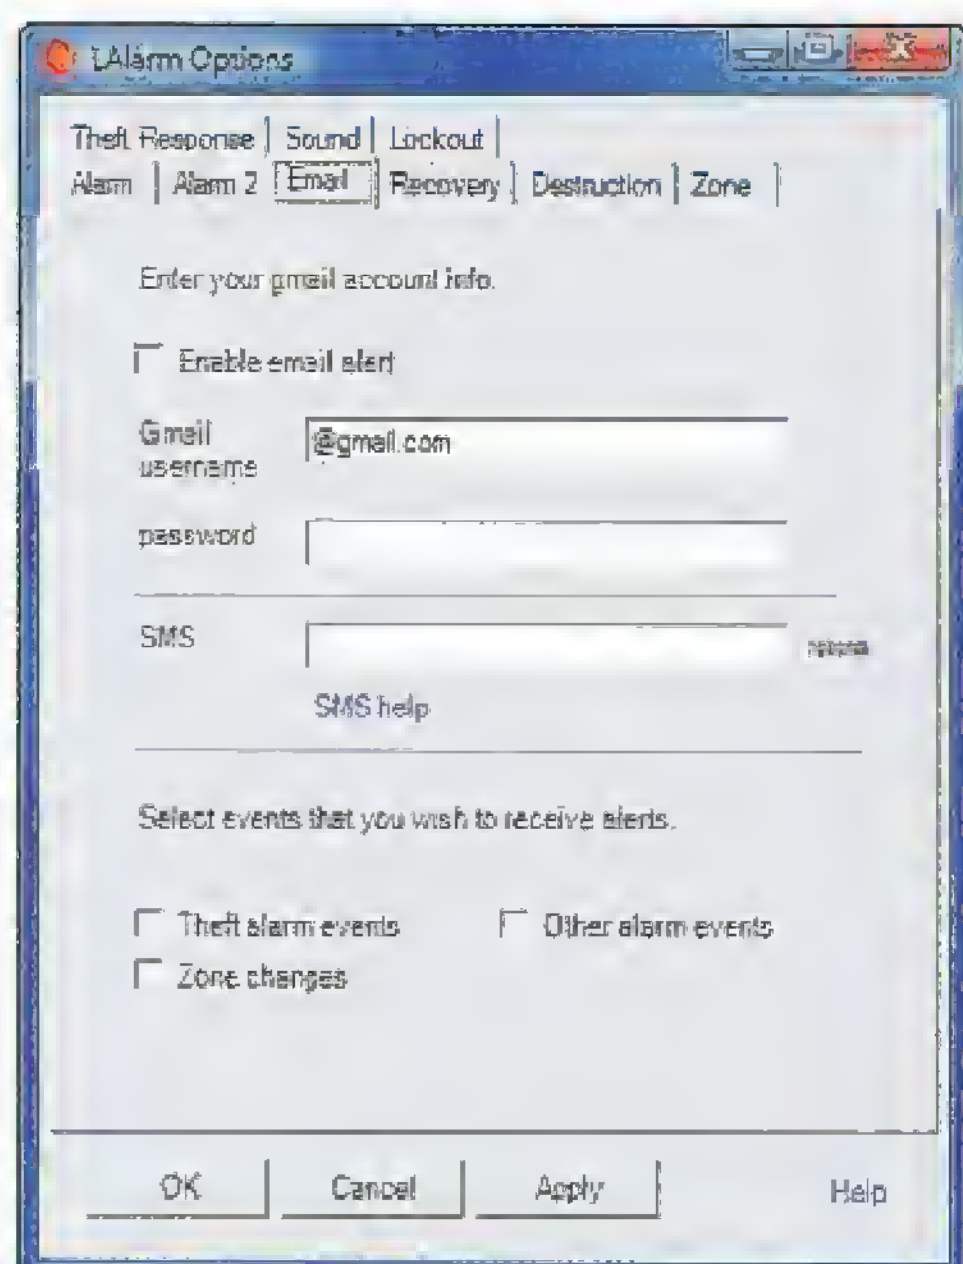 LAlarm Options
Theft Response Sound Lockout
Alarm Alarm 2 Email Recovery Destruction Zone
Enter your gmail account info.
Enable email alert
Gmail
username
@gmail.com
password
SMS
SMS help
Select events that you wish to receive alerts.
Theft alarm events Other alarm events
Zone changes
OK Cancel Apply Help